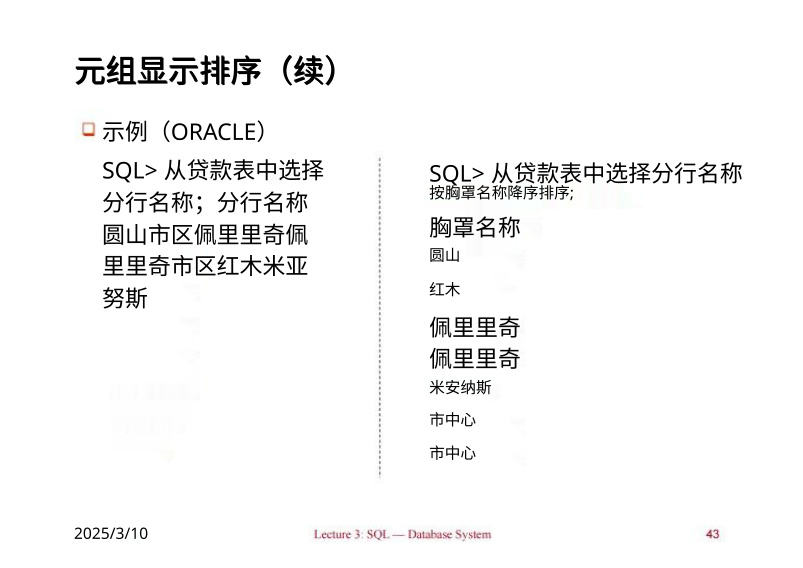 元组显示排序（续）
示例（ORACLE）
SQL> 从贷款表中选择
分行名称；分行名称
圆山市区佩里里奇佩
里里奇市区红木米亚
努斯
SQL> 从贷款表中选择分行名称
按胸罩名称降序排序;
胸罩名称
圆山
红木
佩里里奇
佩里里奇
米安纳斯
市中心
市中心
2025/3/10
Lecture 3: SQL — Database System
43